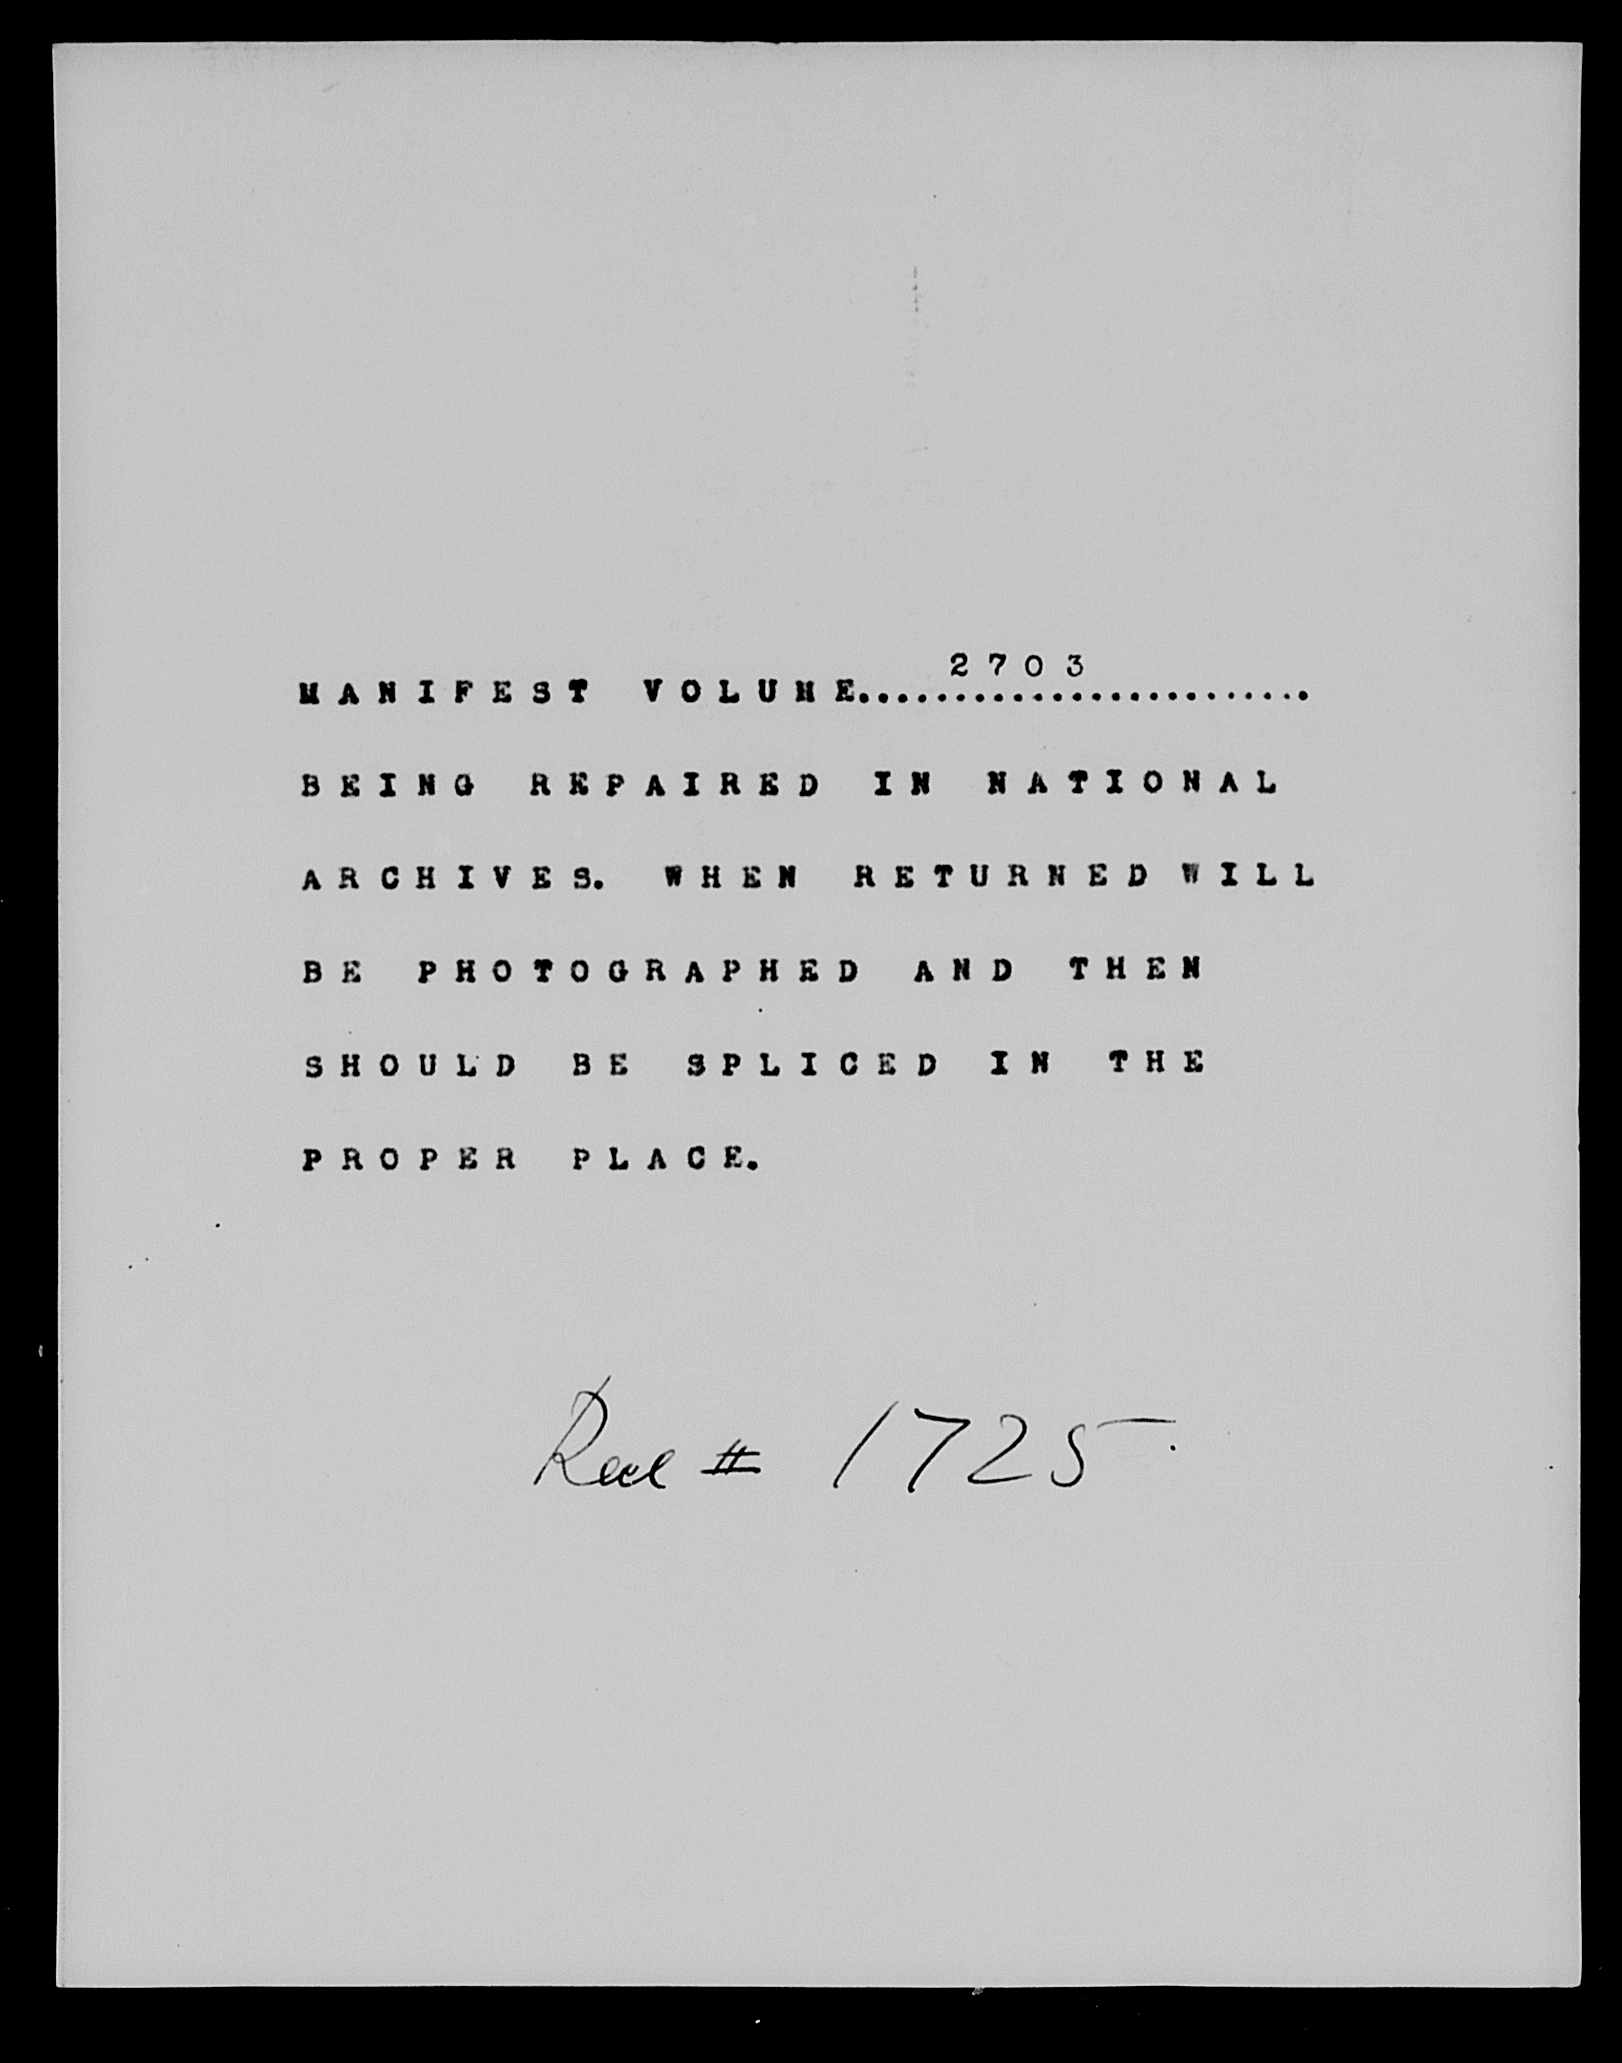 MANIFEST VOLUME....2703....................
BEING REPAIRED IN NATIONAL
ARCHIVES. WHEN RETURNED WILL
BE PHOTOGRAPHED AND THEN
SHOULD BE SPLICED IN THE
PROPER PLACE.
Reel # 1725